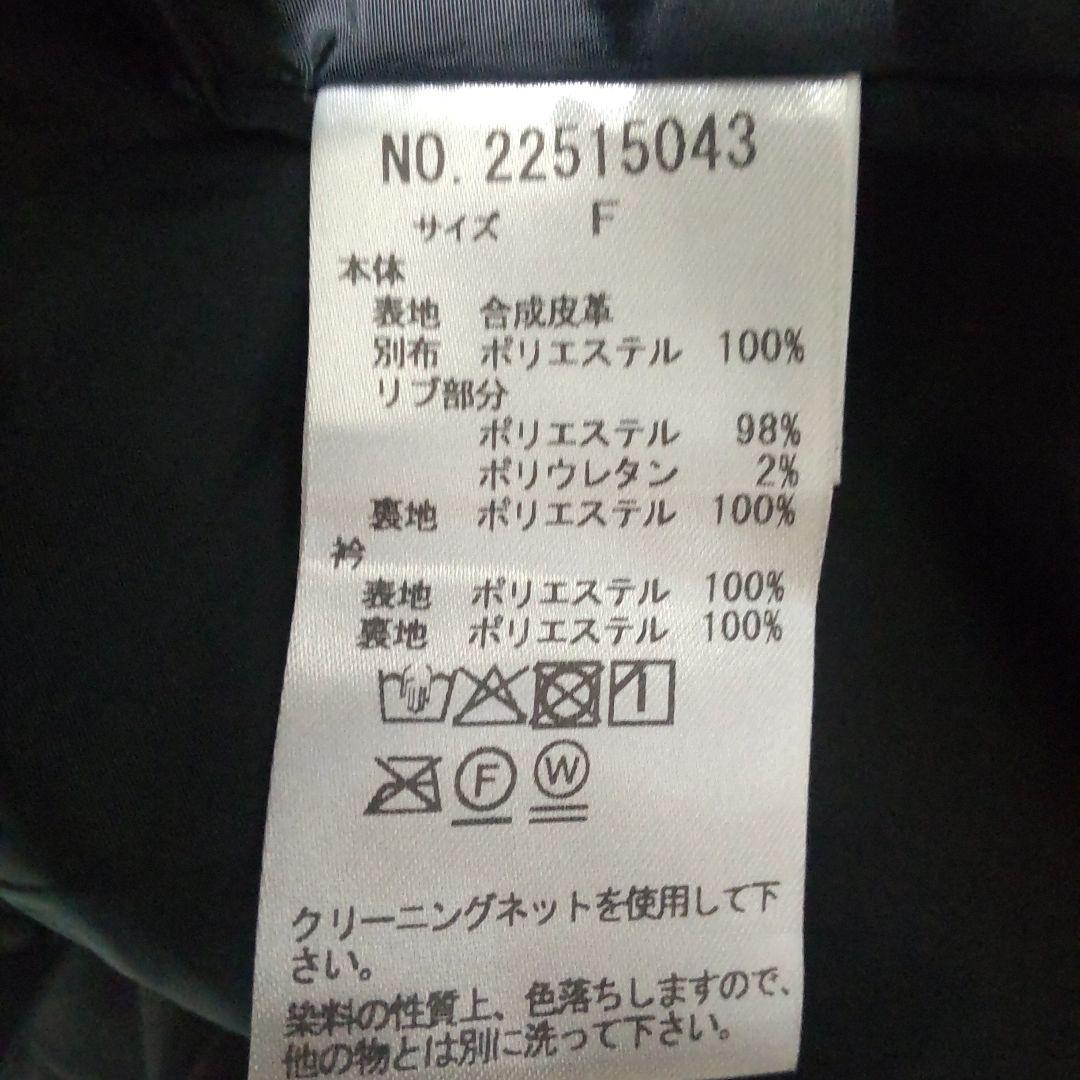 NO. 22515043
サイズ F
本体
表地 合成皮革
別布 ポリエステル 100%
リブ部分
ポリエステル 98%
ポリウレタン 2%
裏地 ポリエステル 100%
衿
表地 ポリエステル 100%
裏地 ポリエステル 100%
F W
クリーニングネットを使用して下
さい。
染料の性質上、色落ちしますので、
他の物とは別に洗って下さい。